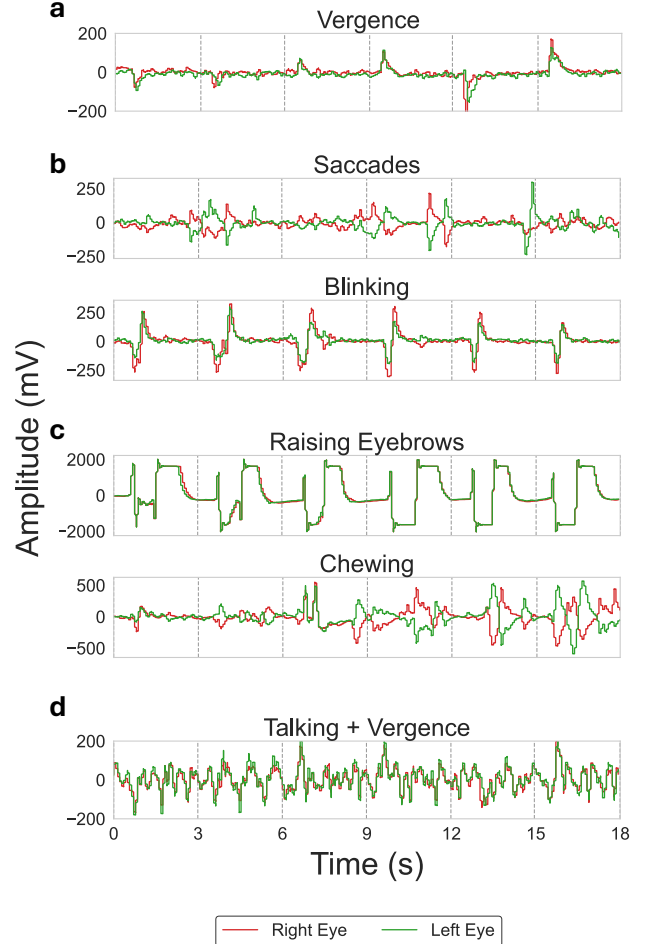 a
Vergence
200
0
−200
b
Saccades
250
0
−250
Blinking
250
0
−250
Amplitude (mV)
c
Raising Eyebrows
2000
0
−2000
Chewing
500
0
−500
d
Talking + Vergence
200
0
−200
0 3 6 9 12 15 18
Time (s)
Right Eye Left Eye